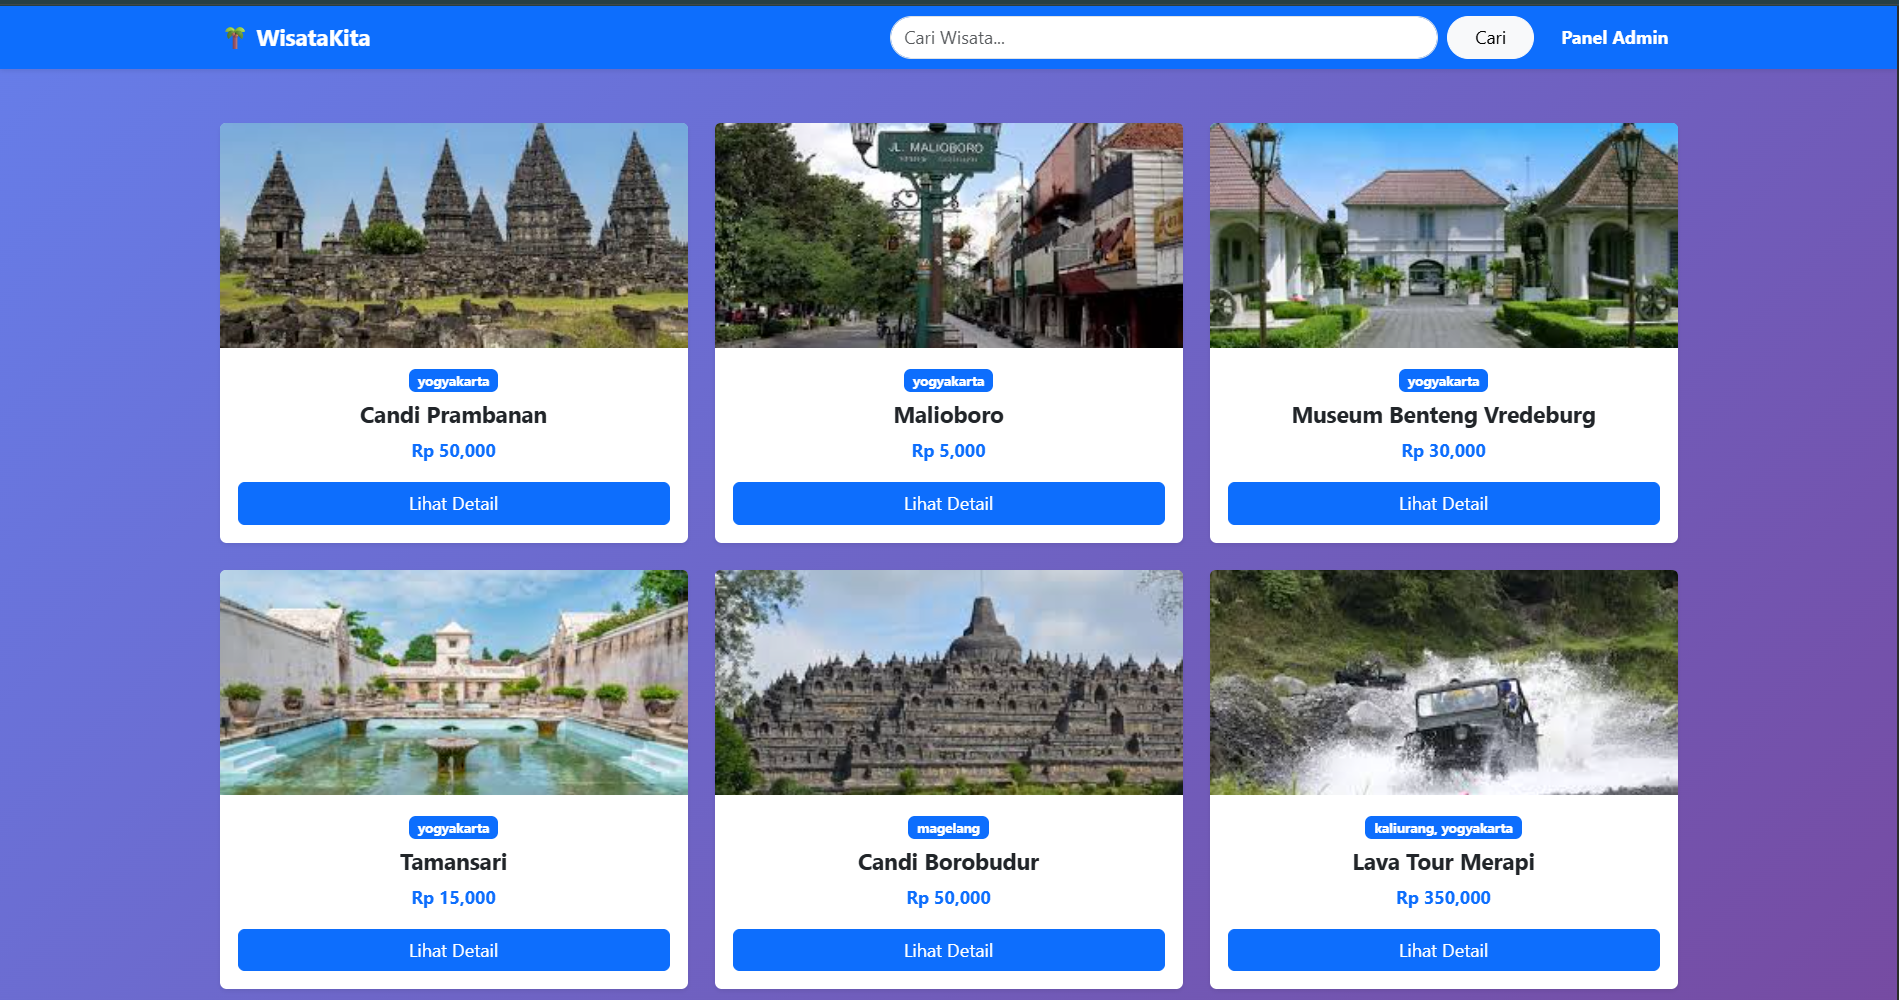 WisataKita
Cari Wisata...
Cari
Panel Admin
JL. MALIOBORO
yogyakarta
Candi Prambanan
Rp 50,000
Lihat Detail
yogyakarta
Malioboro
Rp 5,000
Lihat Detail
yogyakarta
Museum Benteng Vredeburg
Rp 30,000
Lihat Detail
yogyakarta
Tamansari
Rp 15,000
Lihat Detail
magelang
Candi Borobudur
Rp 50,000
Lihat Detail
kaliurang, yogyakarta
Lava Tour Merapi
Rp 350,000
Lihat Detail